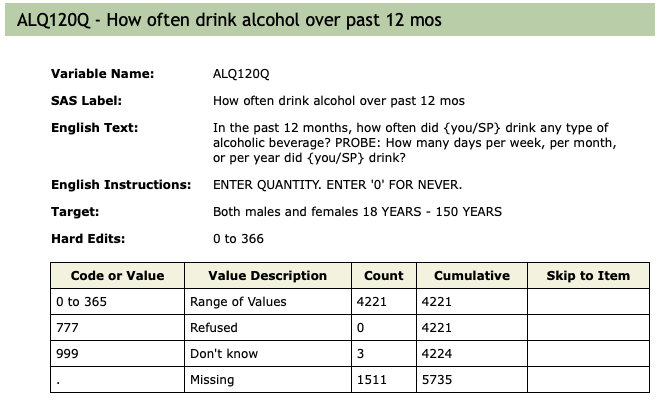 ALQ120Q - How often drink alcohol over past 12 mos
Variable Name: ALQ120Q
SAS Label: How often drink alcohol over past 12 mos
English Text: In the past 12 months, how often did {you/SP} drink any type of
alcoholic beverage? PROBE: How many days per week, per month,
or per year did {you/SP} drink?
English Instructions: ENTER QUANTITY. ENTER '0' FOR NEVER.
Target: Both males and females 18 YEARS - 150 YEARS
Hard Edits: 0 to 366
Code or Value Value Description Count Cumulative Skip to Item
0 to 365 Range of Values 4221 4221
777 Refused 0 4221
999 Don't know 3 4224
. Missing 1511 5735